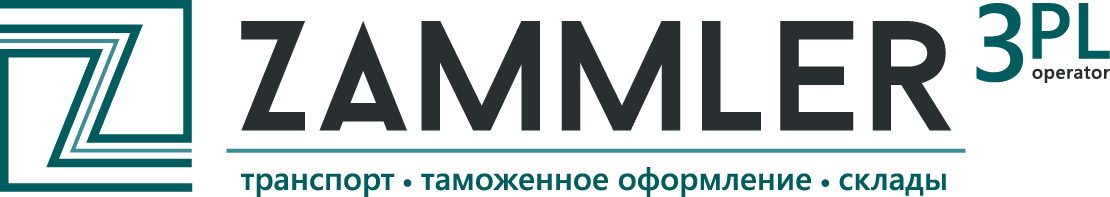 ZAMMLER
3PL
operator
транспорт • таможенное оформление • склады